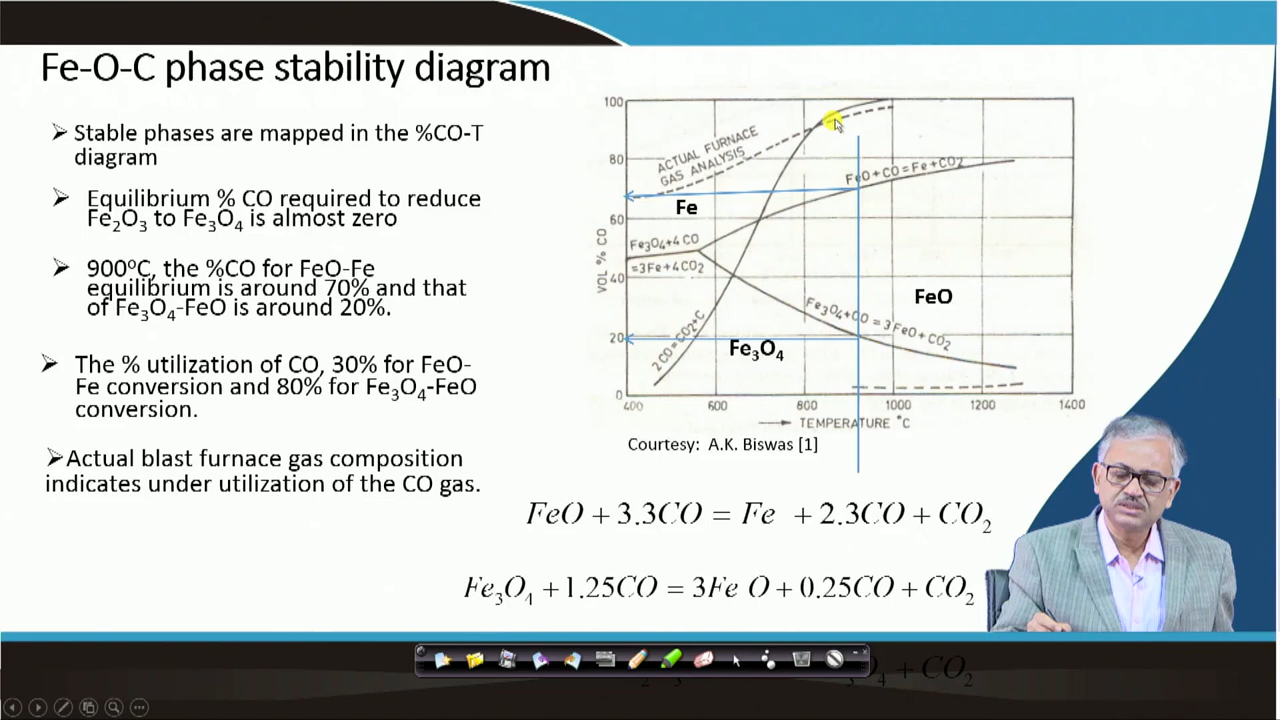 Fe-O-C phase stability diagram
➢ Stable phases are mapped in the %CO-T
diagram
➢ Equilibrium % CO required to reduce
Fe₂O₃ to Fe₃O₄ is almost zero
➢ 900⁰C, the %CO for FeO-Fe
equilibrium is around 70% and that
of Fe₃O₄-FeO is around 20%.
➢ The % utilization of CO, 30% for FeO-
Fe conversion and 80% for Fe₃O₄-FeO
conversion.
➢Actual blast furnace gas composition
indicates under utilization of the CO gas.
100
80
60
40
20
0
VOL % CO
ACTUAL FURNACE
GAS ANALYSIS
FeO+CO=Fe+CO₂
Fe
Fe₃O₄+4CO
=3Fe+4CO₂
FeO
Fe₃O₄+CO=3FeO+CO₂
2CO=CO₂+C
Fe₃O₄
400 600 800 1000 1200 1400
TEMPERATURE °C
Courtesy: A.K. Biswas [1]
FeO + 3.3CO = Fe + 2.3CO + CO₂
Fe₃O₄ + 1.25CO = 3Fe O + 0.25CO + CO₂
O₄ + CO₂